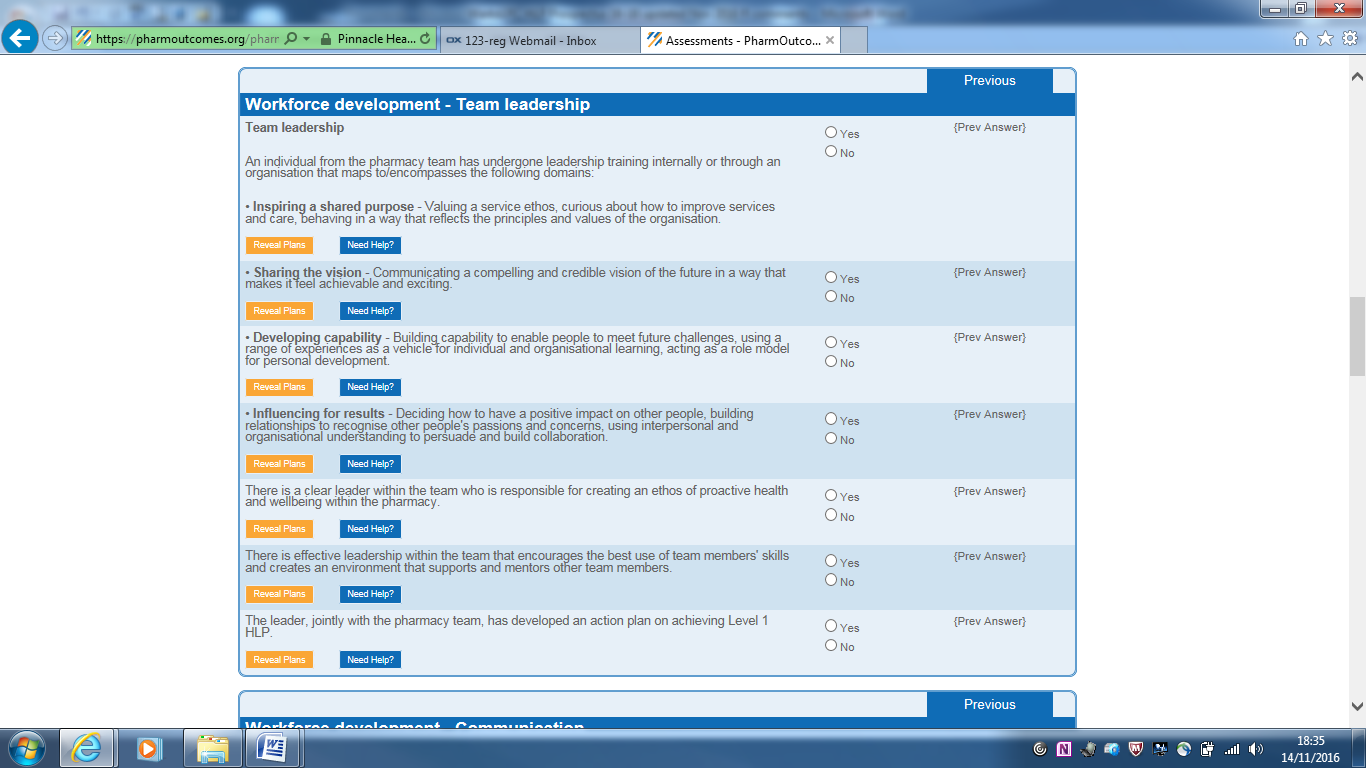 https://pharmoutcomes.org/pharr
Pinnacle Hea...
123-reg Webmail - Inbox
Assessments - PharmOutco...
Previous
Workforce development - Team leadership
Team leadership
Yes
{Prev Answer}
No
An individual from the pharmacy team has undergone leadership training internally or through an
organisation that maps to/encompasses the following domains:
• Inspiring a shared purpose - Valuing a service ethos, curious about how to improve services
and care, behaving in a way that reflects the principles and values of the organisation.
Reveal Plans Need Help?
• Sharing the vision - Communicating a compelling and credible vision of the future in a way that
makes it feel achievable and exciting.
Yes
{Prev Answer}
No
Reveal Plans Need Help?
• Developing capability - Building capability to enable people to meet future challenges, using a
range of experiences as a vehicle for individual and organisational learning, acting as a role model
for personal development.
Yes
{Prev Answer}
No
Reveal Plans Need Help?
• Influencing for results - Deciding how to have a positive impact on other people, building
relationships to recognise other people's passions and concerns, using interpersonal and
organisational understanding to persuade and build collaboration.
Yes
{Prev Answer}
No
Reveal Plans Need Help?
There is a clear leader within the team who is responsible for creating an ethos of proactive health
and wellbeing within the pharmacy.
Yes
{Prev Answer}
No
Reveal Plans Need Help?
There is effective leadership within the team that encourages the best use of team members' skills
and creates an environment that supports and mentors other team members.
Yes
{Prev Answer}
No
Reveal Plans Need Help?
The leader, jointly with the pharmacy team, has developed an action plan on achieving Level 1
HLP.
Yes
{Prev Answer}
No
Reveal Plans Need Help?
Previous
Workforce development - Communication
18:35
14/11/2016